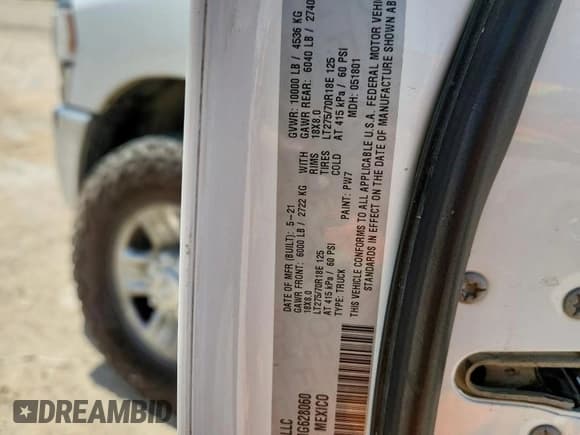 LLC
G628060
MEXICO
DATE OF MFR (BUILT): 5-21
GVWR: 10000 LB / 4536 KG
GAWR FRONT: 6000 LB / 2722 KG WITH GAWR REAR: 6040 LB / 2740
18X8.0 RIMS 18X8.0
LT275/70R18E 125 TIRES LT275/70R18E 125
AT 415 kPa / 60 PSI COLD AT 415 kPa / 60 PSI
TYPE: TRUCK PAINT: PW7 MDH: 051801
THIS VEHICLE CONFORMS TO ALL APPLICABLE U.S.A. FEDERAL MOTOR VEHIC
STANDARDS IN EFFECT ON THE DATE OF MANUFACTURE SHOWN AB
DREAMBID